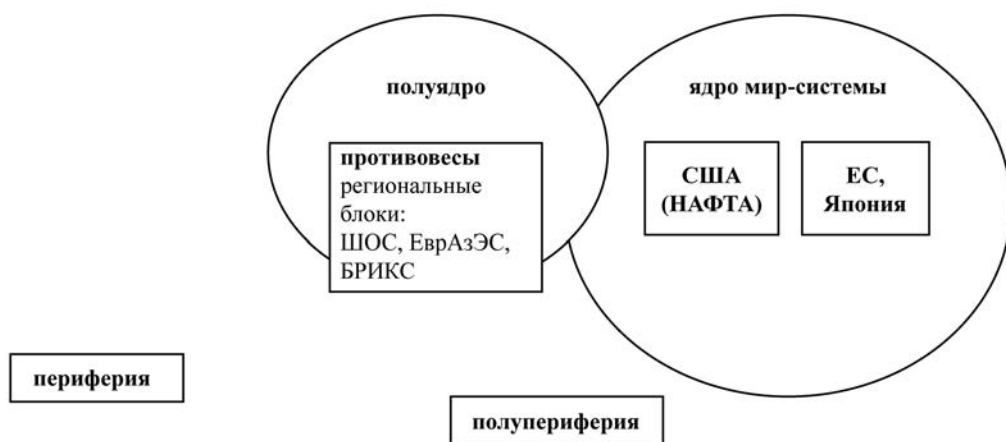 полуядро
ядро мир-системы
противовесы
региональные
блоки:
ШОС, ЕврАзЭС,
БРИКС
США
(НАФТА)
ЕС,
Япония
периферия
полупериферия